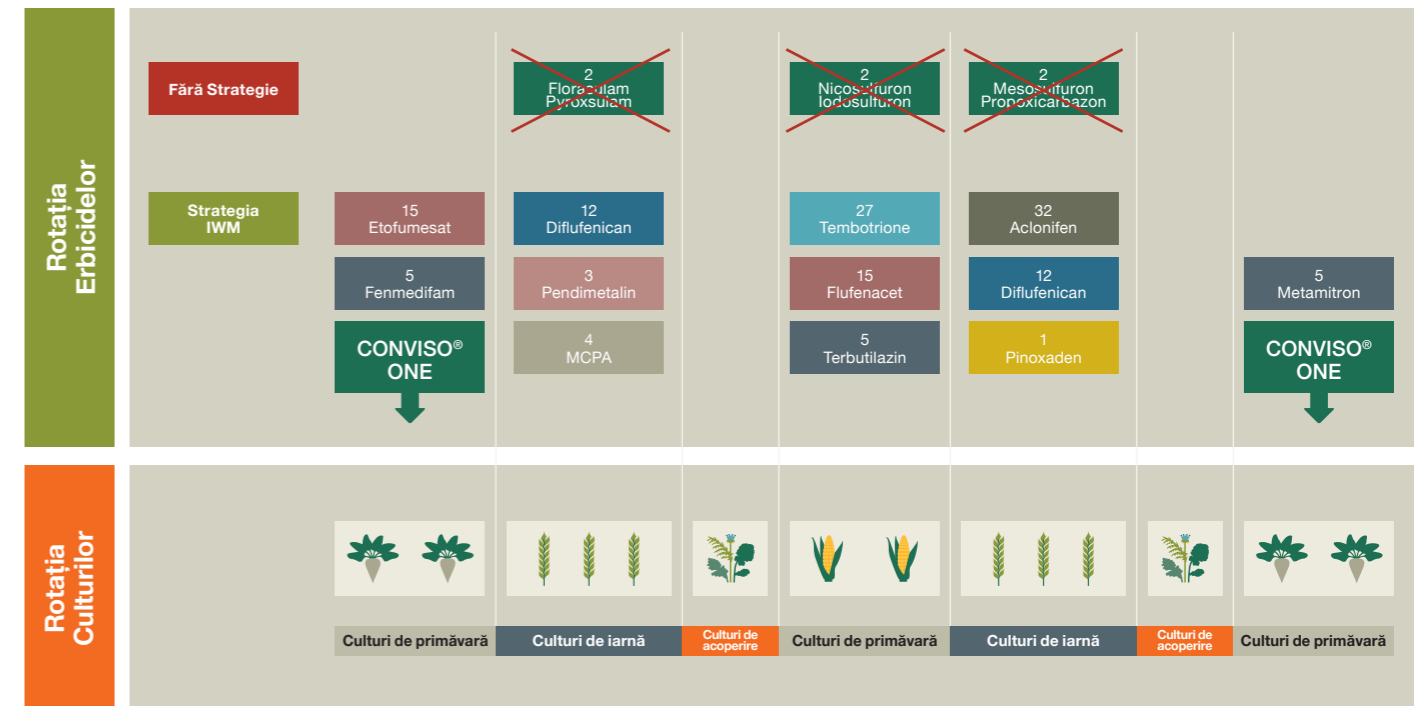 Rotația
Erbicidelor
Fără Strategie
2
Florasulam
Pyroxsulam
2
Nicosulfuron
Iodosulfuron
2
Mesosulfuron
Propoxicarbazon
Strategia
IWM
15
Etofumesat
12
Diflufenican
27
Tembotrione
32
Aclonifen
5
Fenmedifam
3
Pendimetalin
15
Flufenacet
12
Diflufenican
5
Metamitron
CONVISO®
ONE
4
MCPA
5
Terbutilazin
1
Pinoxaden
CONVISO®
ONE
Rotația
Culturilor
Culturi de primăvară
Culturi de iarnă
Culturi de
acoperire
Culturi de primăvară
Culturi de iarnă
Culturi de
acoperire
Culturi de primăvară